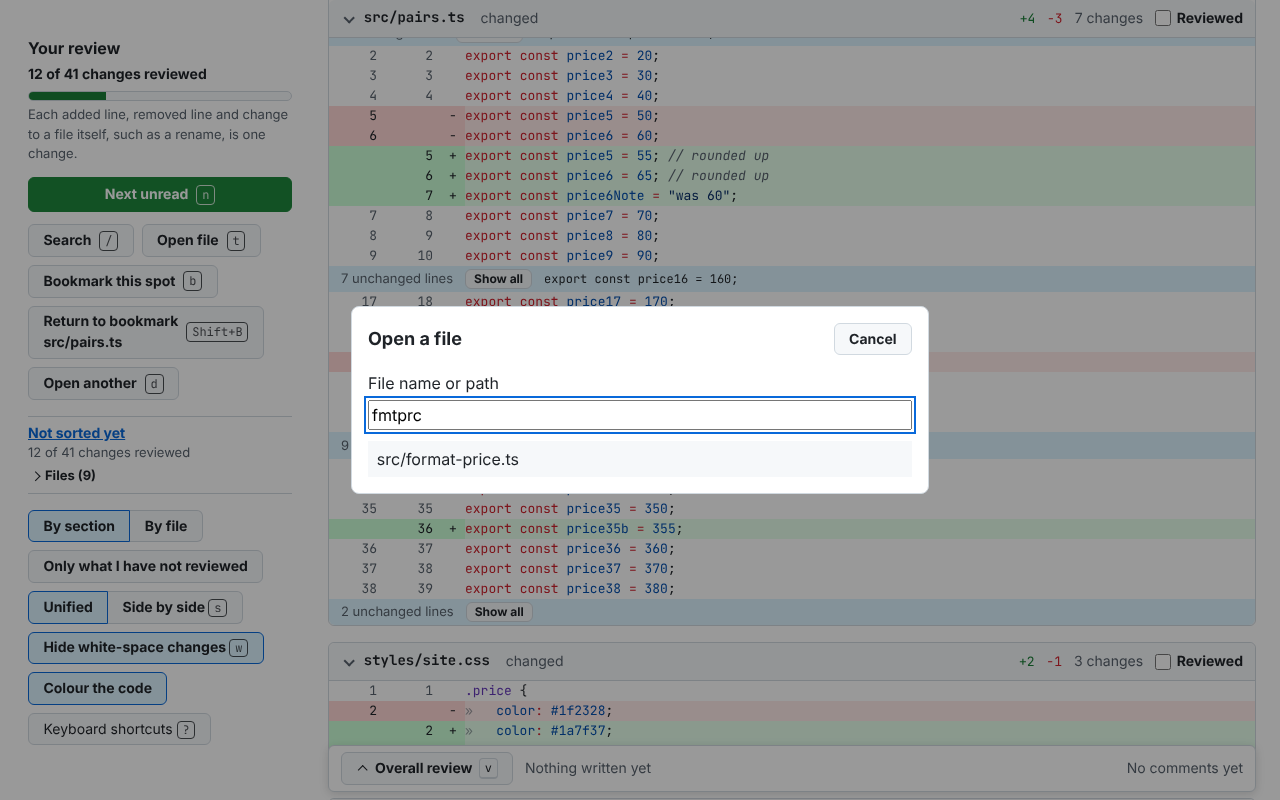 Your review
12 of 41 changes reviewed
Each added line, removed line and change
to a file itself, such as a rename, is one
change.
Next unread n
Search / Open file t
Bookmark this spot b
Return to bookmark
src/pairs.ts Shift+B
Open another d
Not sorted yet
12 of 41 changes reviewed
Files (9)
By section By file
Only what I have not reviewed
Unified Side by side s
Hide white-space changes w
Colour the code
Keyboard shortcuts ?
src/pairs.ts changed +4 -3 7 changes Reviewed
2 2 export const price2 = 20;
3 3 export const price3 = 30;
4 4 export const price4 = 40;
5 - export const price5 = 50;
6 - export const price6 = 60;
5 + export const price5 = 55; // rounded up
6 + export const price6 = 65; // rounded up
7 + export const price6Note = "was 60";
7 8 export const price7 = 70;
8 9 export const price8 = 80;
9 10 export const price9 = 90;
7 unchanged lines Show all export const price16 = 160;
17 18 export const price17 = 170;
Open a file Cancel
File name or path
fmtprc
src/format-price.ts
9
35 35 export const price35 = 350;
36 + export const price35b = 355;
36 37 export const price36 = 360;
37 38 export const price37 = 370;
38 39 export const price38 = 380;
2 unchanged lines Show all
styles/site.css changed +2 -1 3 changes Reviewed
1 1 .price {
2 - » color: #1f2328;
2 + » color: #1a7f37;
Overall review v Nothing written yet No comments yet